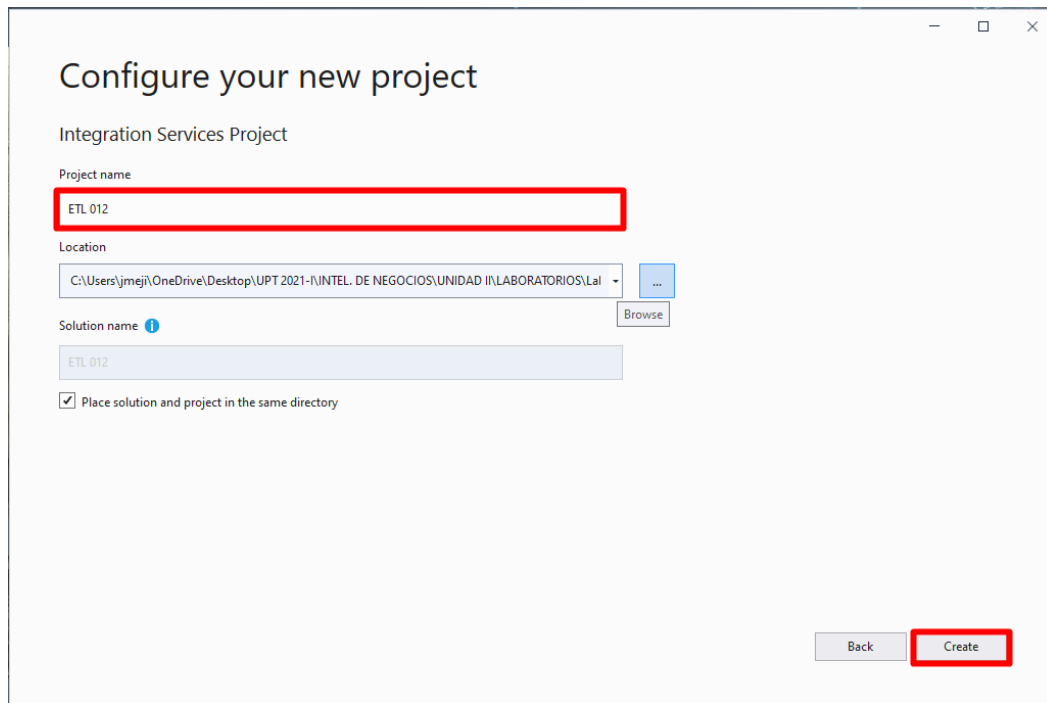 Configure your new project
Integration Services Project
Project name
ETL 012
Location
C:\Users\jmeji\OneDrive\Desktop\UPT 2021-I\INTEL. DE NEGOCIOS\UNIDAD II\LABORATORIOS\Lal
...
Browse
Solution name
ETL 012
Place solution and project in the same directory
Back
Create